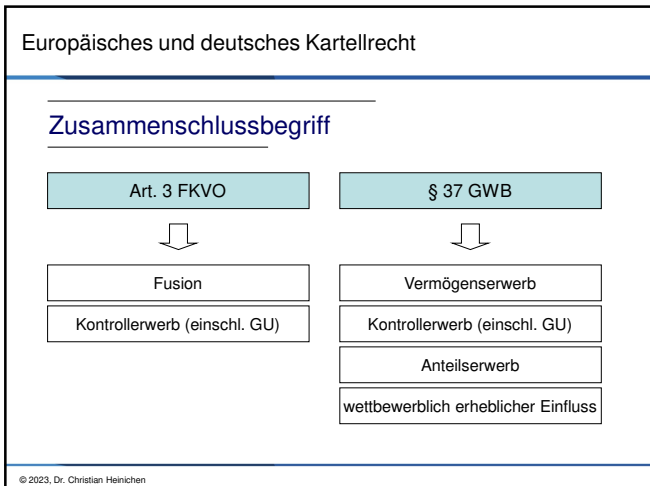 Europäisches und deutsches Kartellrecht
Zusammenschlussbegriff
Art. 3 FKVO
Fusion
Kontrollerwerb (einschl. GU)
§ 37 GWB
Vermögenserwerb
Kontrollerwerb (einschl. GU)
Anteilserwerb
wettbewerblich erheblicher Einfluss
© 2023, Dr. Christian Heinichen